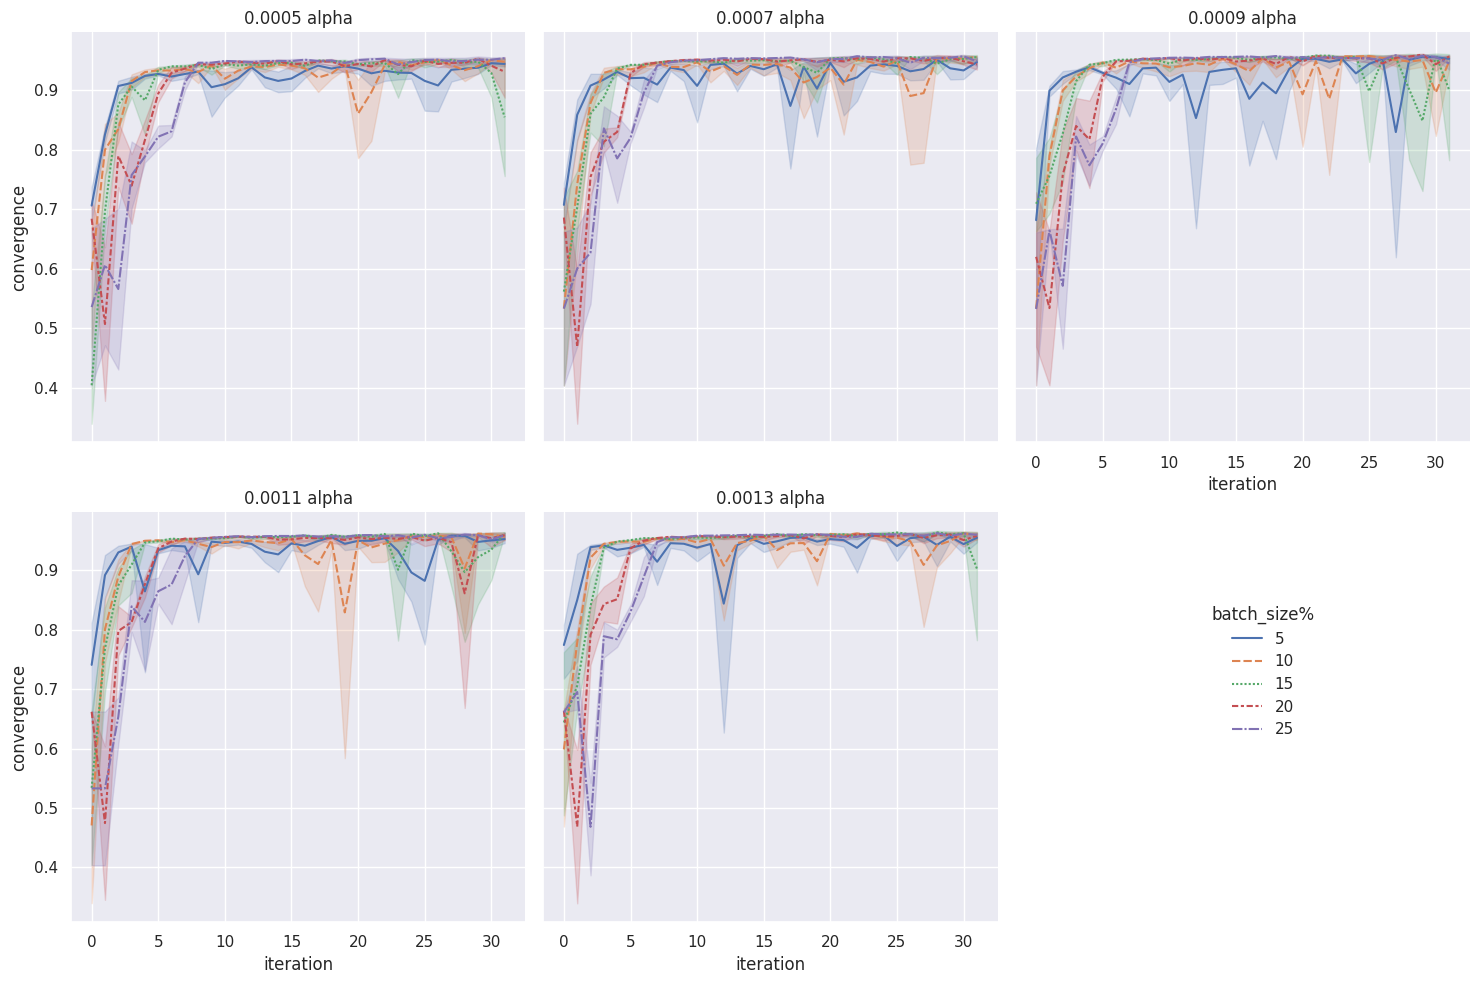 0.0005 alpha
0.0007 alpha
0.0009 alpha
convergence
0.9
0.8
0.7
0.6
0.5
0.4
0 5 10 15 20 25 30
iteration
0.0011 alpha
0.0013 alpha
convergence
0.9
0.8
0.7
0.6
0.5
0.4
0 5 10 15 20 25 30
iteration
0 5 10 15 20 25 30
iteration
batch_size%
5
10
15
20
25